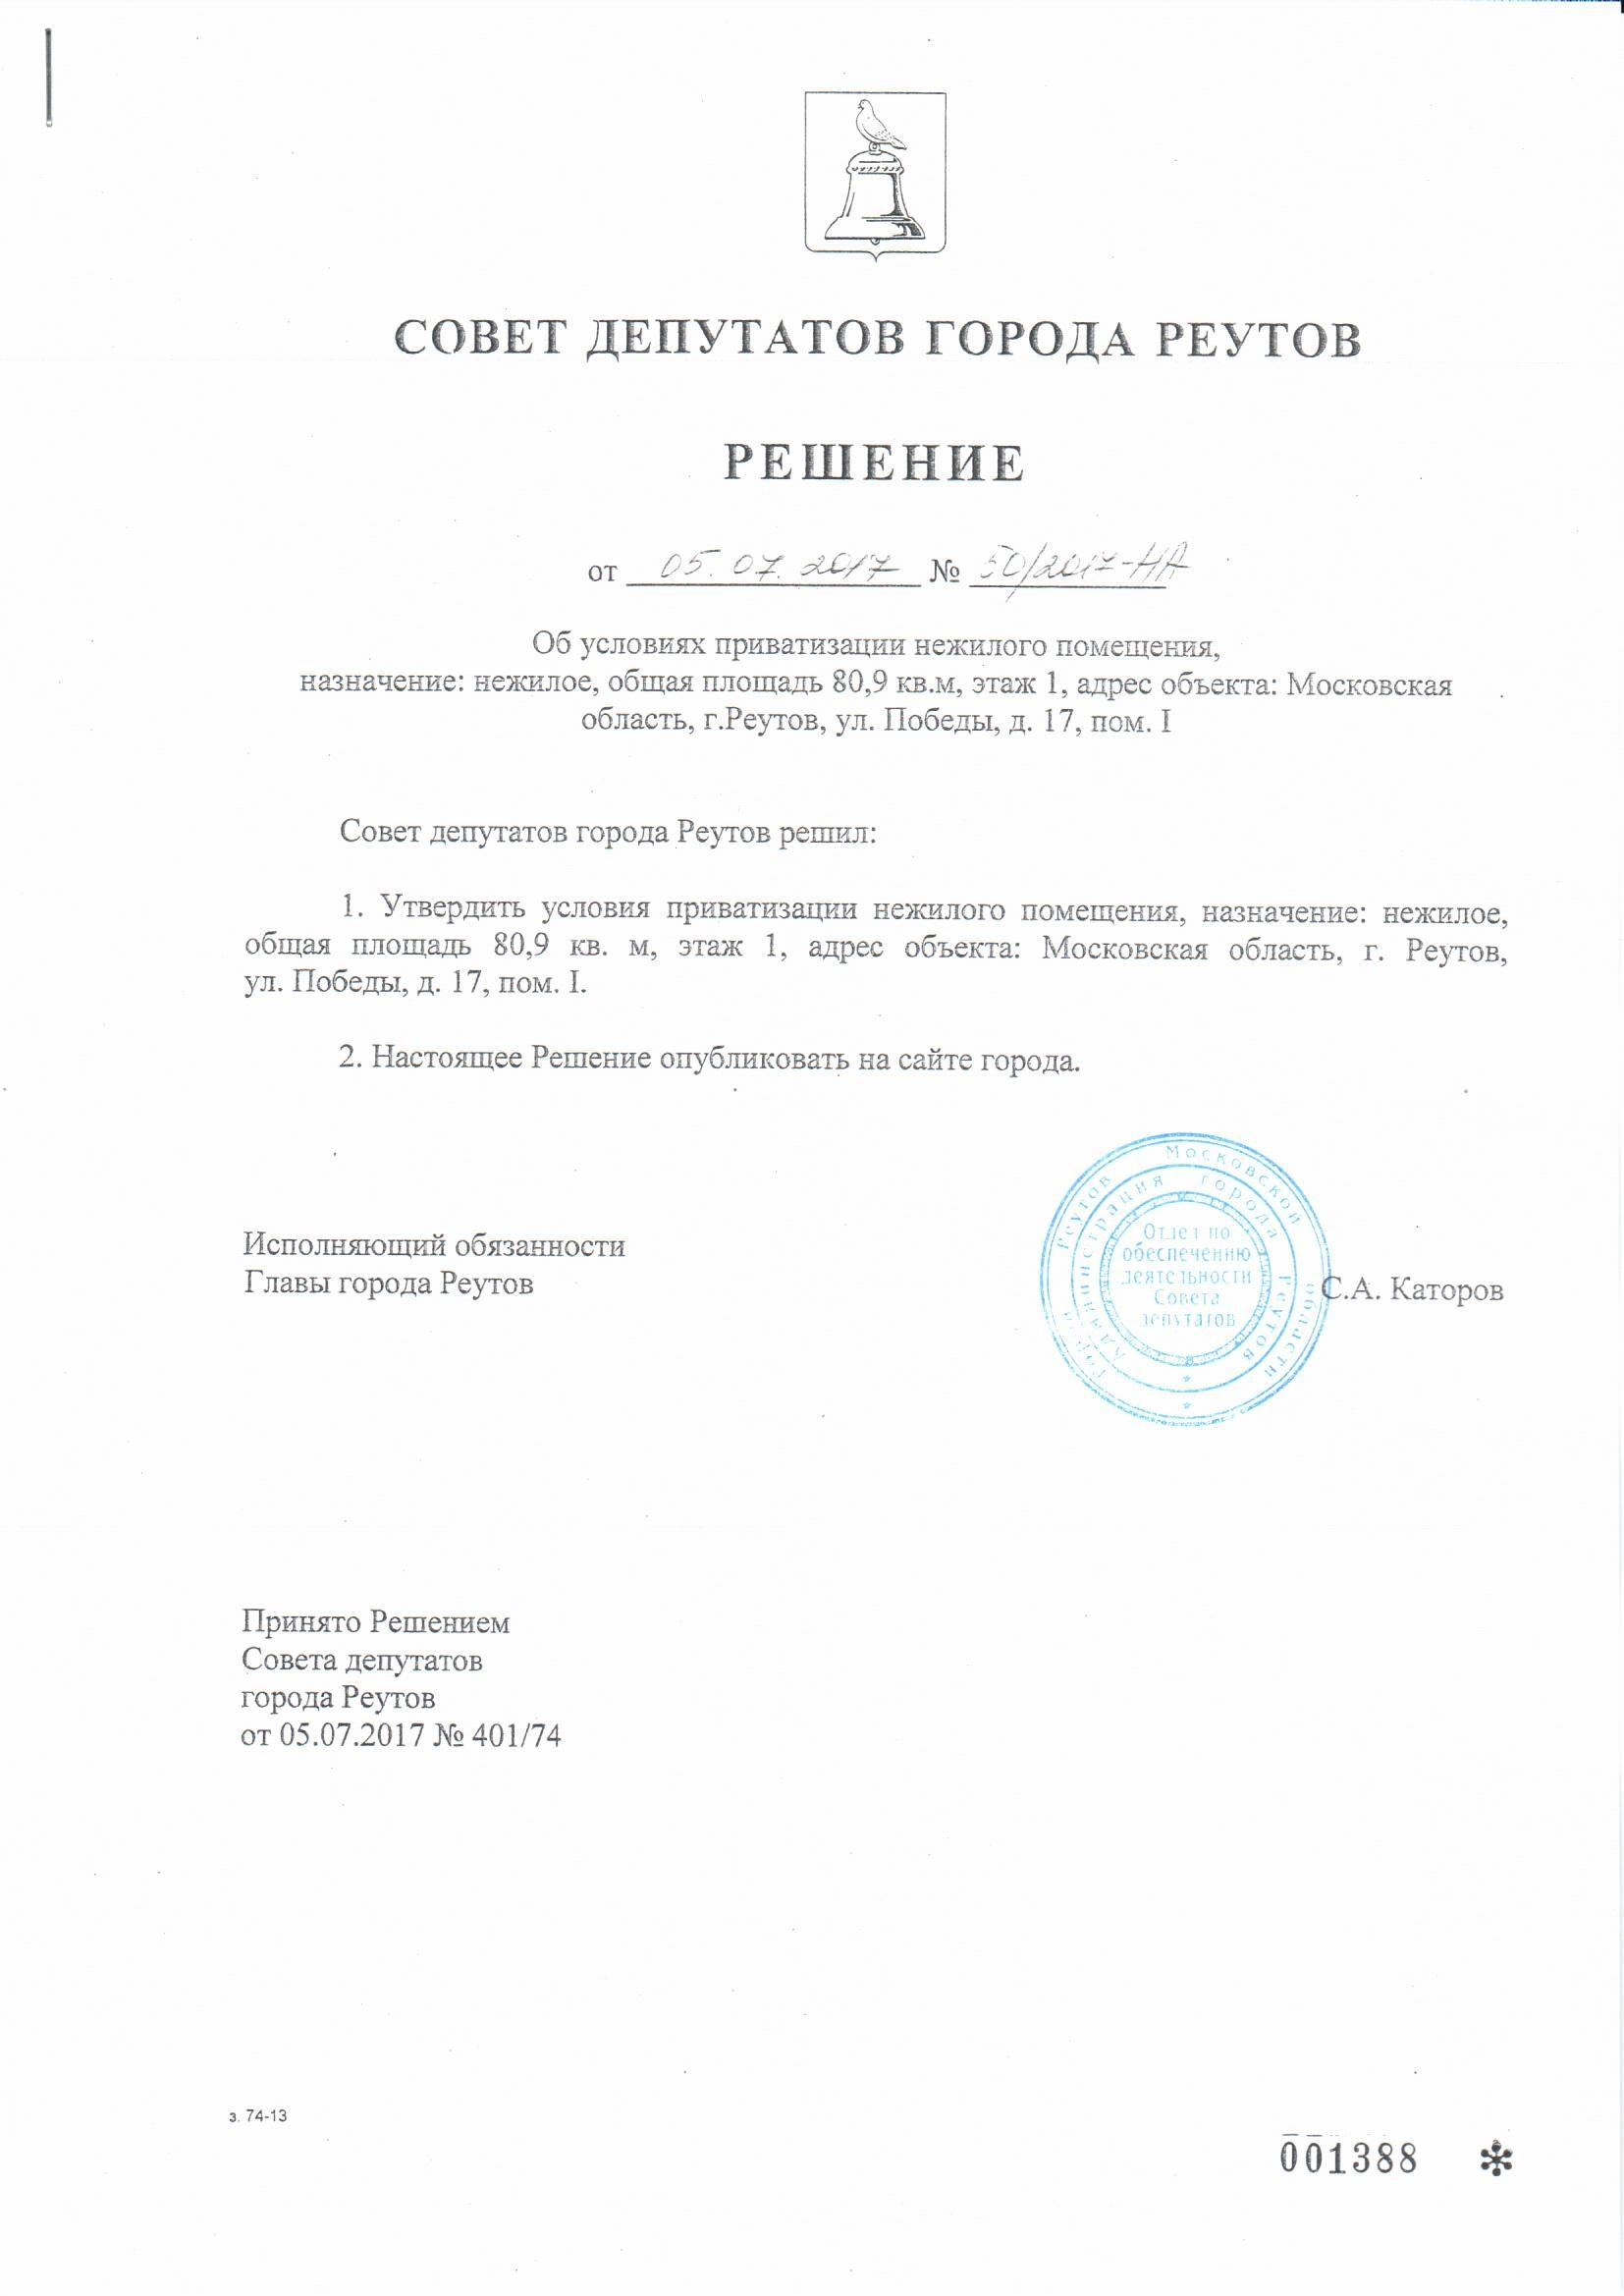 СОВЕТ ДЕПУТАТОВ ГОРОДА РЕУТОВ
РЕШЕНИЕ
от 05.07.2017 № 50/2017-НА
Об условиях приватизации нежилого помещения,
назначение: нежилое, общая площадь 80,9 кв.м, этаж 1, адрес объекта: Московская
область, г.Реутов, ул. Победы, д. 17, пом. I
Совет депутатов города Реутов решил:
1. Утвердить условия приватизации нежилого помещения, назначение: нежилое,
общая площадь 80,9 кв. м, этаж 1, адрес объекта: Московская область, г. Реутов,
ул. Победы, д. 17, пом. I.
2. Настоящее Решение опубликовать на сайте города.
Исполняющий обязанности
Главы города Реутов
С.А. Каторов
Город Реутов Московской области
Администрация города Реутов
Отдел по
обеспечению
деятельности
Совета
депутатов
Принято Решением
Совета депутатов
города Реутов
от 05.07.2017 № 401/74
з. 74-13
001388